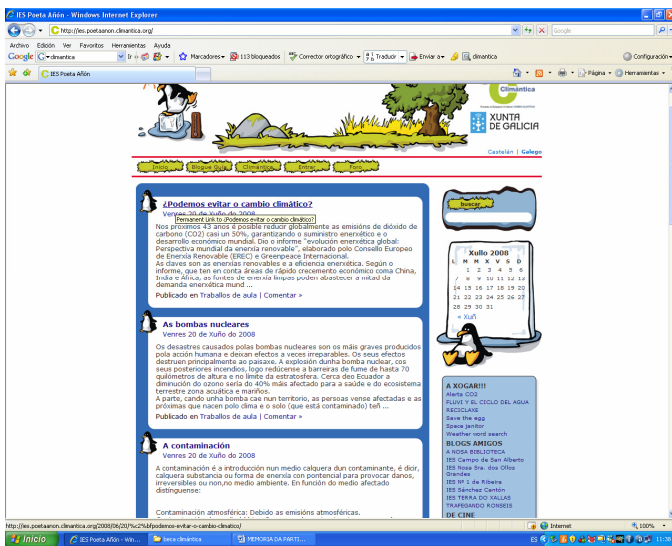 IES Poeta Añón - Windows Internet Explorer
http://ies.poetaanon.climantica.org/
Google
Archivo Edición Ver Favoritos Herramientas Ayuda
Google climantica Ir Marcadores 113 bloqueados Corrector ortográfico Traducir Enviar a climantica Configuración
IES Poeta Añón Página Herramientas
Climántica
XUNTA
DE GALICIA
Castelán | Galego
Inicio Blogue Guía Climántica Entrar Foro
¿Podemos evitar o cambio climático?
Venres 20 de Xuño do 2008
Permanent Link to ¿Podemos evitar o cambio climático?
Nos próximos 43 anos é posible reducir globalmente as emisións de dióxido de
carbono (CO2) casi un 50%, garantizando o suministro enerxético e o
desarrollo económico mundial. Dio o informe "evolución enerxética global:
Perspectiva mundial da enerxía renovable", elaborado polo Consello Europeo
de Enerxía Renovable (EREC) e Greenpeace Internacional.
As claves son as enerxías renovables e a eficiencia enerxética. Según o
informe, que ten en conta áreas de rápido crecemento económico coma China,
India e África, as fontes de enerxía limpas poden abastecer a mitad da
demanda enerxética mund ...
Publicado en Traballos de aula | Comentar »
As bombas nucleares
Venres 20 de Xuño do 2008
Os desastres causados polas bombas nucleares son os máis graves producidos
pola acción humana e deixan efectos a veces irreparables. Os seus efectos
destruen principalmente ao paisaxe. A explosión dunha bomba nuclear, cos
seus posteriores incendios, logo redúcense a barreiras de fume de hasta 70
quilómetros de altura e no límite da estratosfera. Cerca deo Ecuador a
diminución do ozono sería do 40% máis afectado para a saúde e do ecosistema
terrestre zona acuática e mariños.
A parte, cando unha bomba cae nun territorio, as persoas vense afectadas e as
próximas que nacen polo clima e o solo (que está contaminado) teñ ...
Publicado en Traballos de aula | Comentar »
A contaminación
Venres 20 de Xuño do 2008
A contaminación é a introducción nun medio calquera dun contaminante, é dicir,
calquera substancia ou forma de enerxía con pontencial para provocar danos,
irreversibles ou non,no medio ambiente. En función do medio afectado
distinguense:
Contaminación atmosférica: Debido as emisións atmosféricas.
buscar
Xullo 2008
L M M X V S D
1 2 3 4 5 6
7 8 9 10 11 12 13
14 15 16 17 18 19 20
21 22 23 24 25 26 27
28 29 30 31
« Xuñ
A XOGAR!!!
Alerta CO2
FLUVI Y EL CICLO DEL AGUA
RECICLAXE
Save the egg
Space janitor
Weather word search
BLOGS AMIGOS
A NOSA BIBLIOTECA
IES Campo de San Alberto
IES Nosa Sra. dos Ollos
Grandes
IES Nº 1 de Ribeira
IES Sánchez Cantón
IES TERRA DO XALLAS
TRAFEGANDO RONSEIS
DE CINE
http://ies.poetaanon.climantica.org/2008/06/20/%c2%bfpodemos-evitar-o-cambio-climatico/
Internet 100%
Inicio IES Poeta Añón - Win... beca climántica MEMORIA DA PARTI... ES 11:36